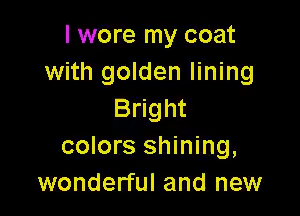 I wore my coat
with golden lining
Bright
colors shining,
wonderful and new